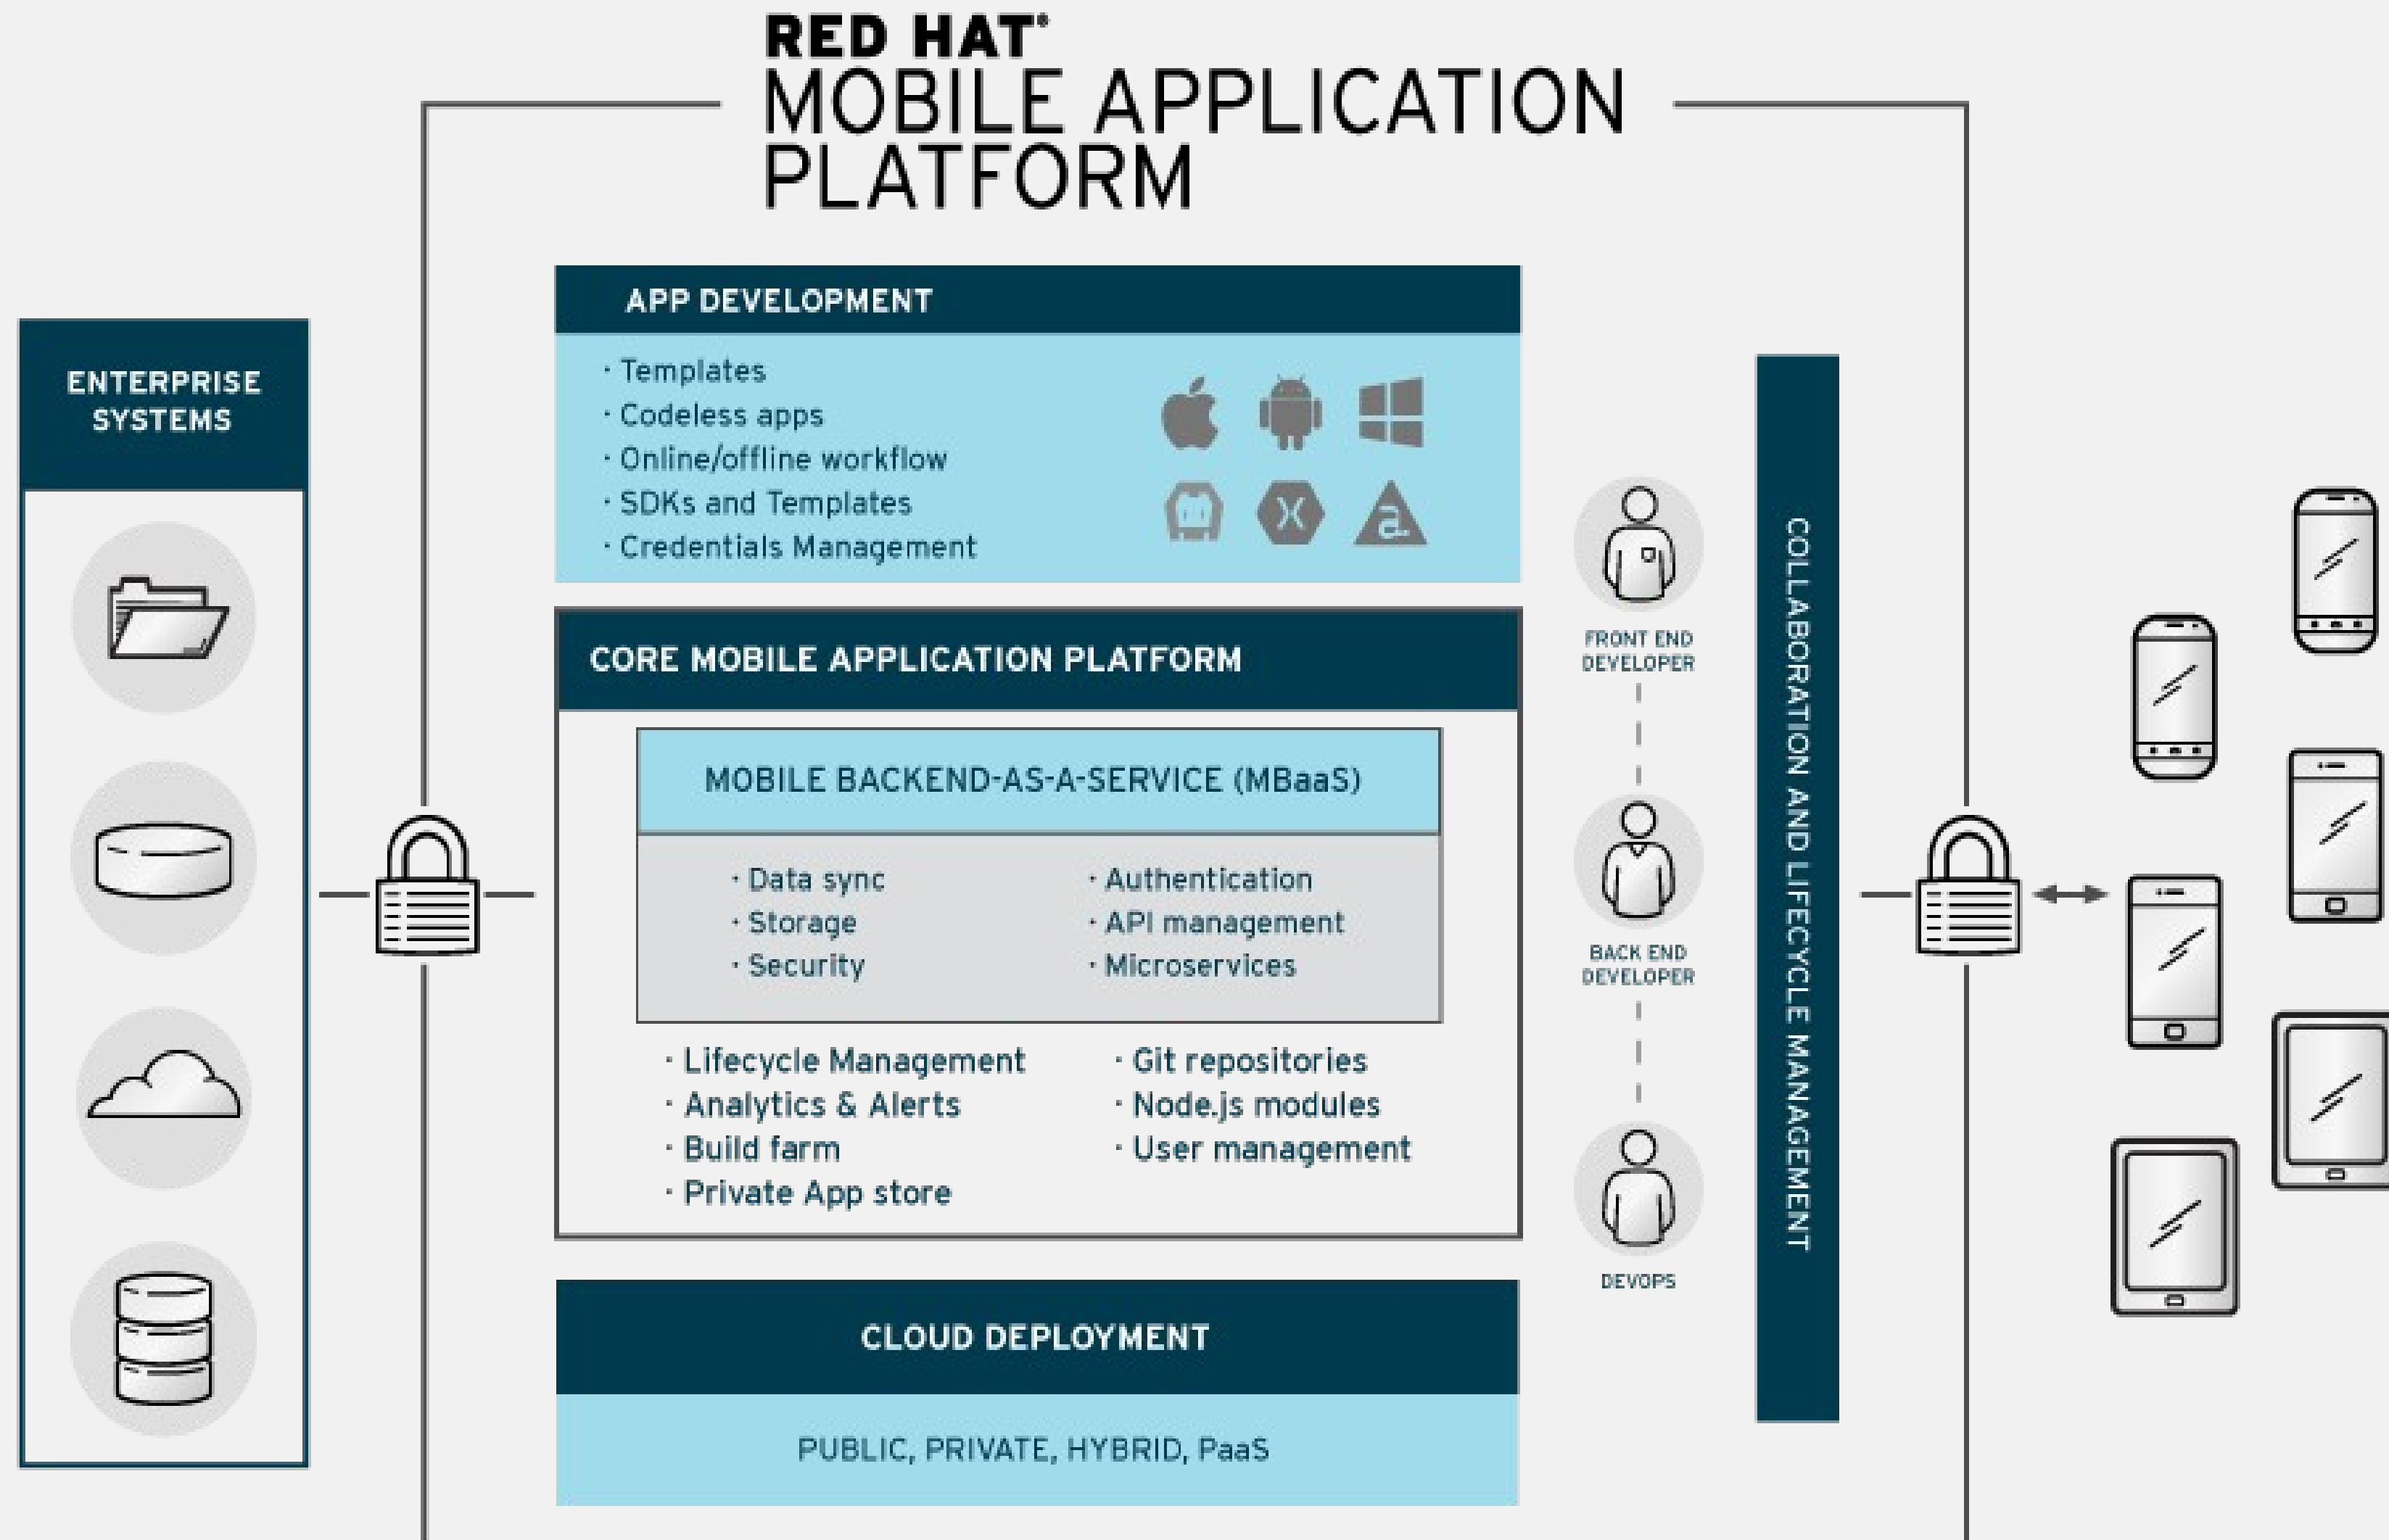 RED HAT®
MOBILE APPLICATION
PLATFORM
ENTERPRISE
SYSTEMS
APP DEVELOPMENT
· Templates
· Codeless apps
· Online/offline workflow
· SDKs and Templates
· Credentials Management
a
CORE MOBILE APPLICATION PLATFORM
MOBILE BACKEND-AS-A-SERVICE (MBaaS)
· Data sync
· Storage
· Security
· Authentication
· API management
· Microservices
· Lifecycle Management
· Analytics & Alerts
· Build farm
· Private App store
· Git repositories
· Node.js modules
· User management
CLOUD DEPLOYMENT
PUBLIC, PRIVATE, HYBRID, PaaS
FRONT END
DEVELOPER
BACK END
DEVELOPER
DEVOPS
COLLABORATION AND LIFECYCLE MANAGEMENT